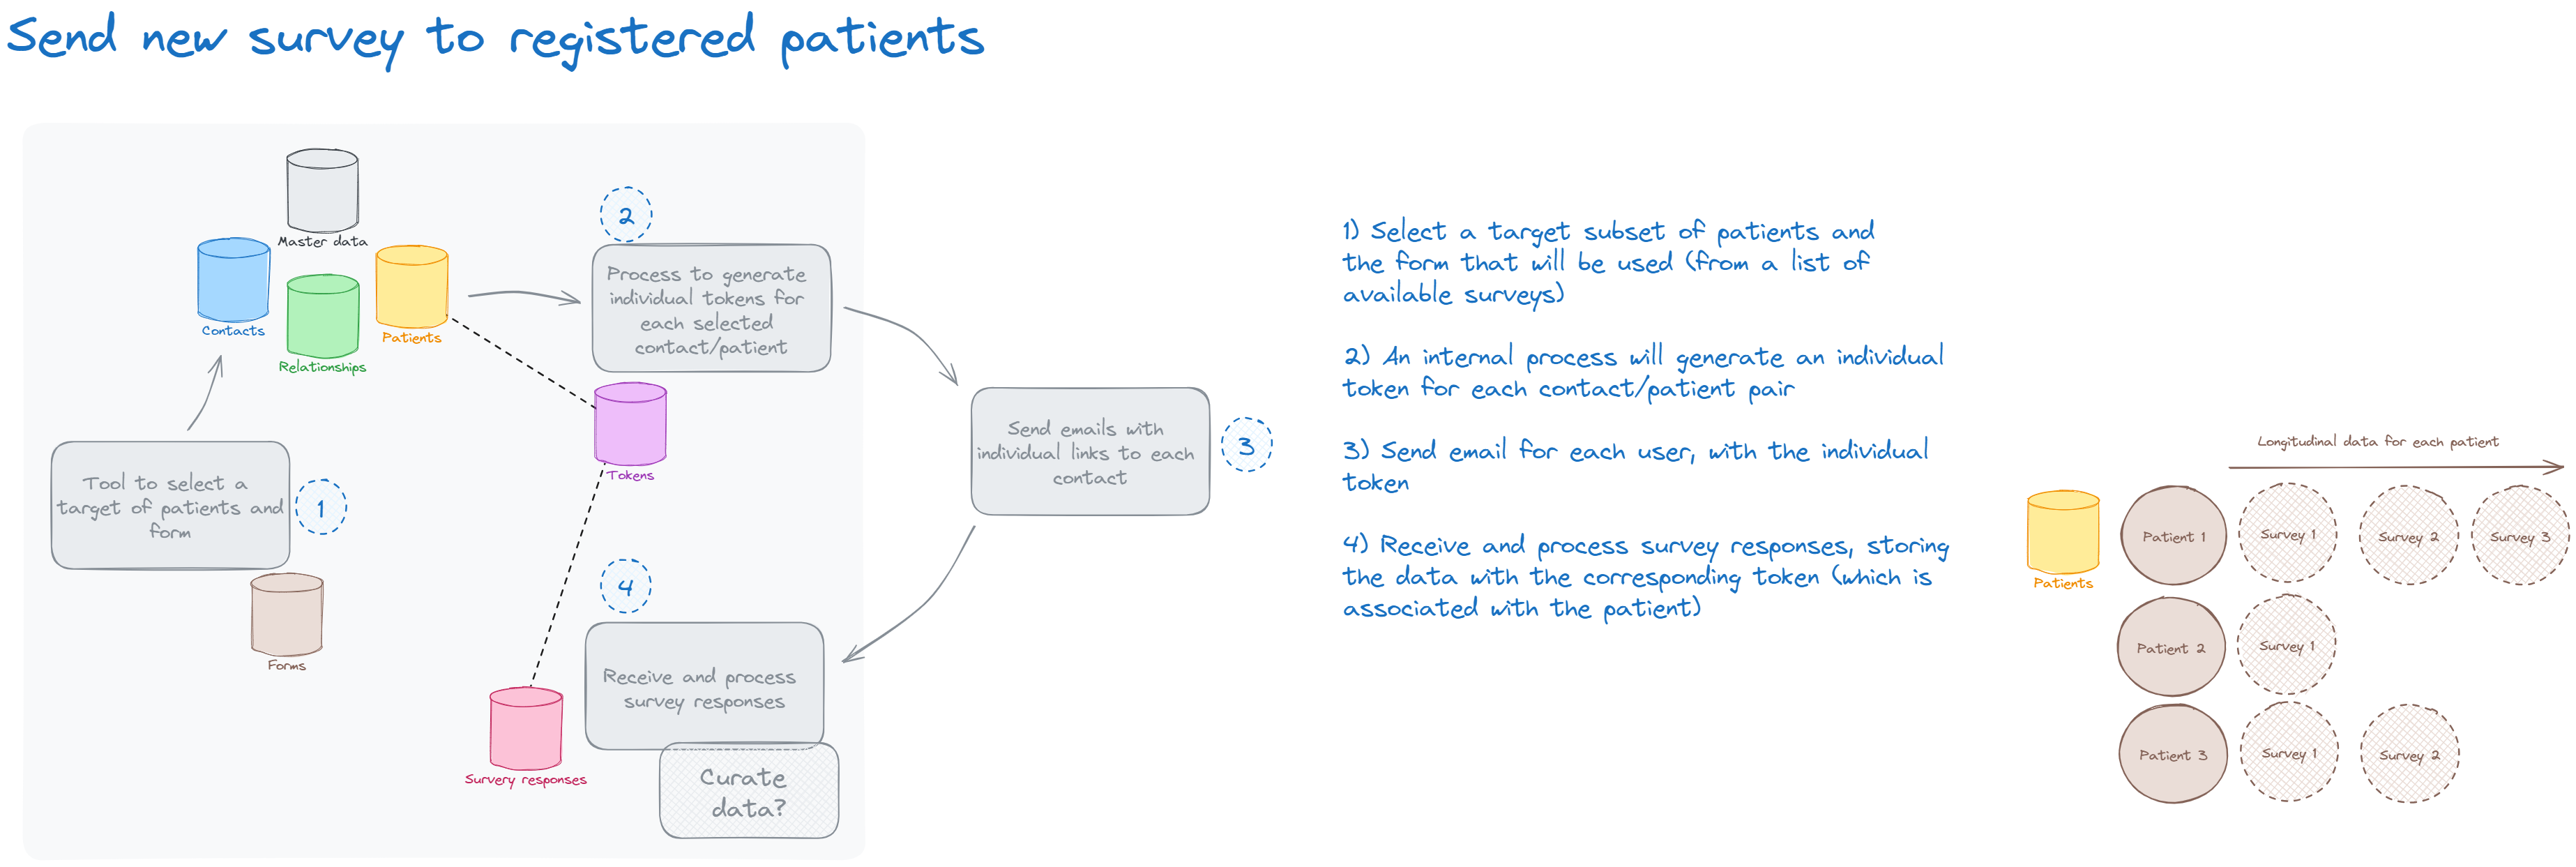 Send new survey to registered patients
Master data
Contacts
Relationships
Patients
2
Process to generate
individual tokens for
each selected
contact/patient
Tokens
Tool to select a
target of patients and
form
1
Forms
Send emails with
individual links to each
contact
3
4
Receive and process
survey responses
Curate
data?
Survery responses
1) Select a target subset of patients and
the form that will be used (from a list of
available surveys)
2) An internal process will generate an individual
token for each contact/patient pair
3) Send email for each user, with the individual
token
4) Receive and process survey responses, storing
the data with the corresponding token (which is
associated with the patient)
Longitudinal data for each patient
Patients
Patient 1
Survey 1
Survey 2
Survey 3
Patient 2
Survey 1
Patient 3
Survey 1
Survey 2